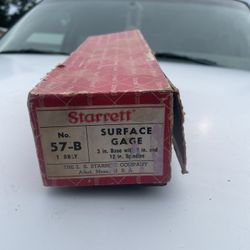 Starrett
No.
57-B
1 ONLY
SURFACE
GAGE
3 in. Base with 9 in. and
12 in. Spindles
THE L. S. STARRETT COMPANY
Athol, Mass., U.S.A.